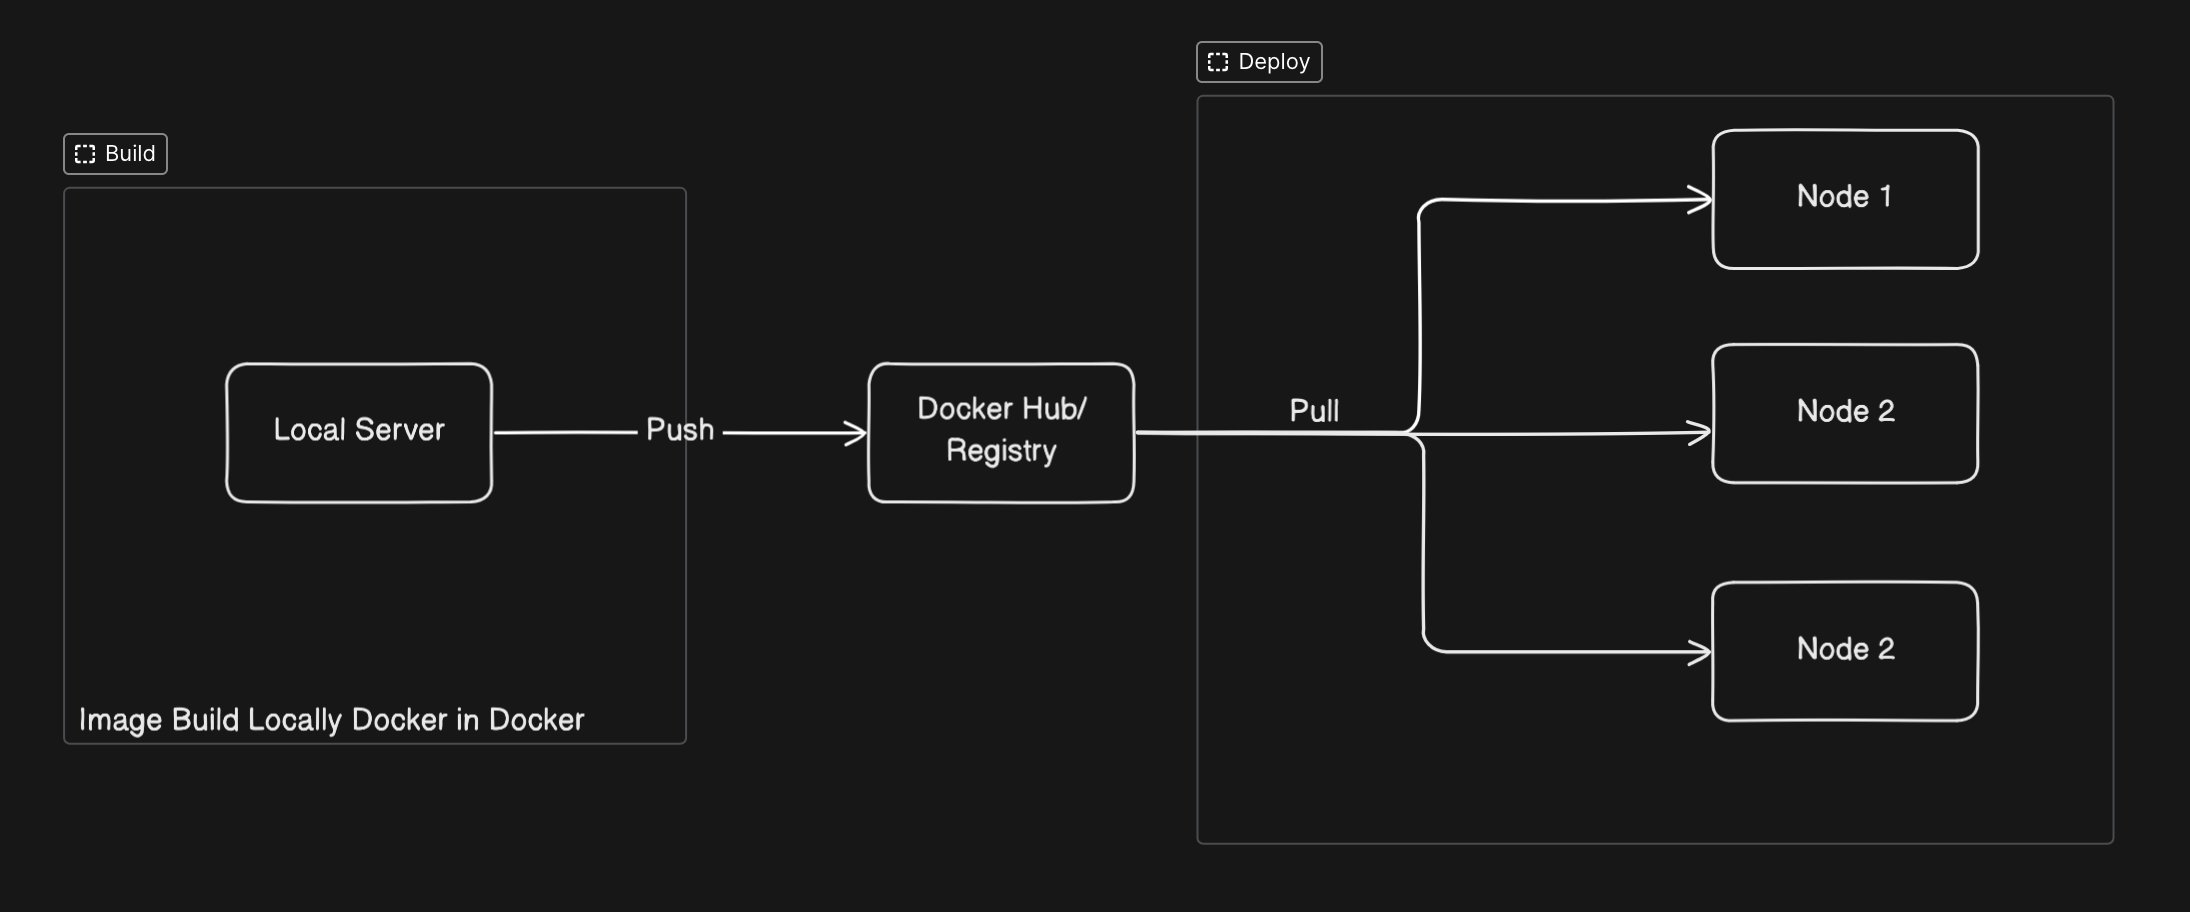 Deploy
Build
Node 1
Local Server
Push
Docker Hub/
Registry
Pull
Node 2
Node 2
Image Build Locally Docker in Docker